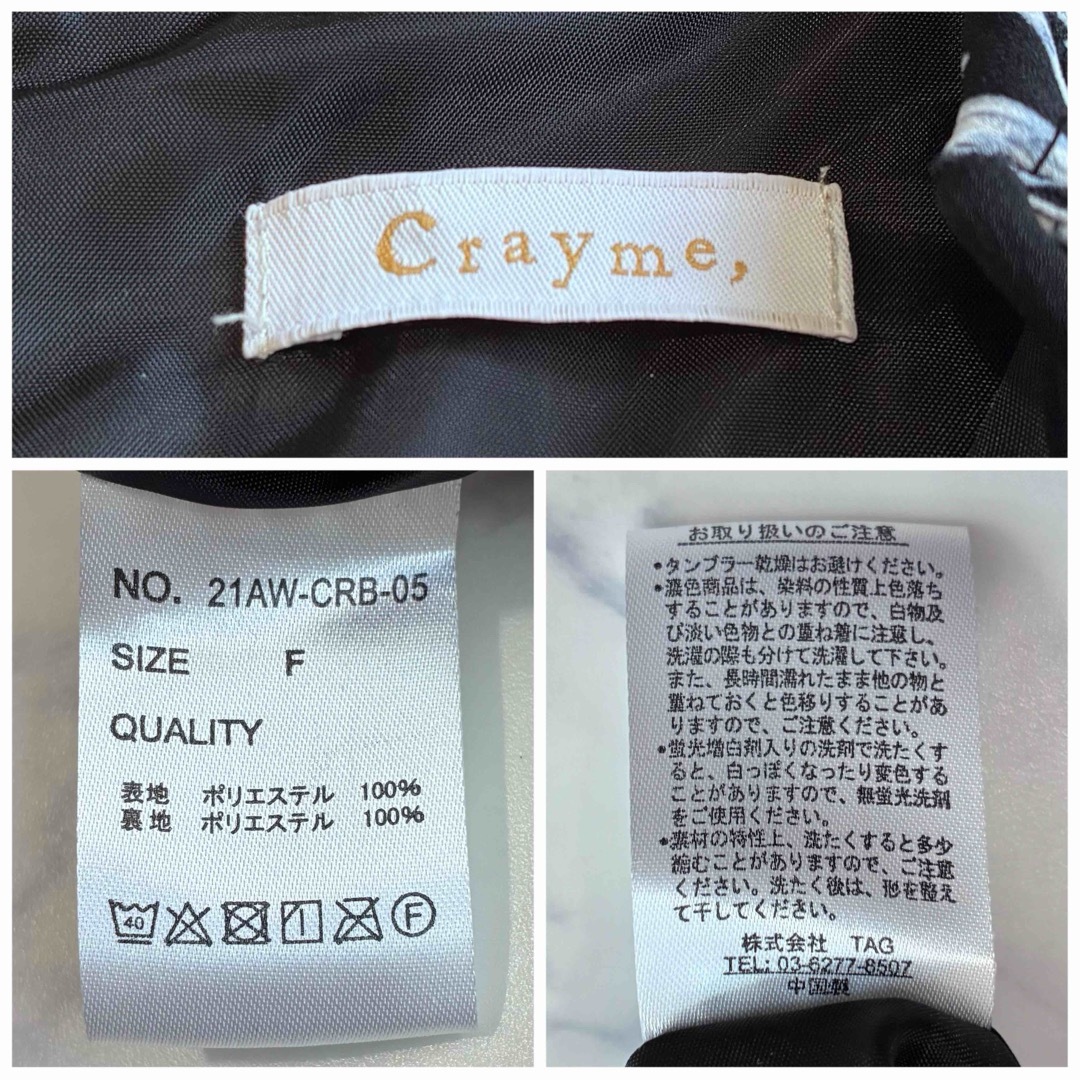 Crayme,
NO. 21AW-CRB-05
SIZE F
QUALITY
表地 ポリエステル 100%
裏地 ポリエステル 100%
40
F
お取り扱いのご注意
•タンブラー乾燥はお避けください。
•濃色商品は、染料の性質上色落ち
することがありますので、白物及
び淡い色物との重ね着に注意し、
洗濯の際も分けて洗濯して下さい。
また、長時間濡れたまま他の物と
重ねておくと色移りすることがあ
りますので、ご注意ください。
•蛍光増白剤入りの洗剤で洗たくす
ると、白っぽくなったり変色する
ことがありますので、無蛍光洗剤
をご使用ください。
•素材の特性上、洗たくすると多少
縮むことがありますので、ご注意
ください。洗たく後は、形を整え
て干してください。
株式会社 TAG
TEL: 03-6277-8507
中国製